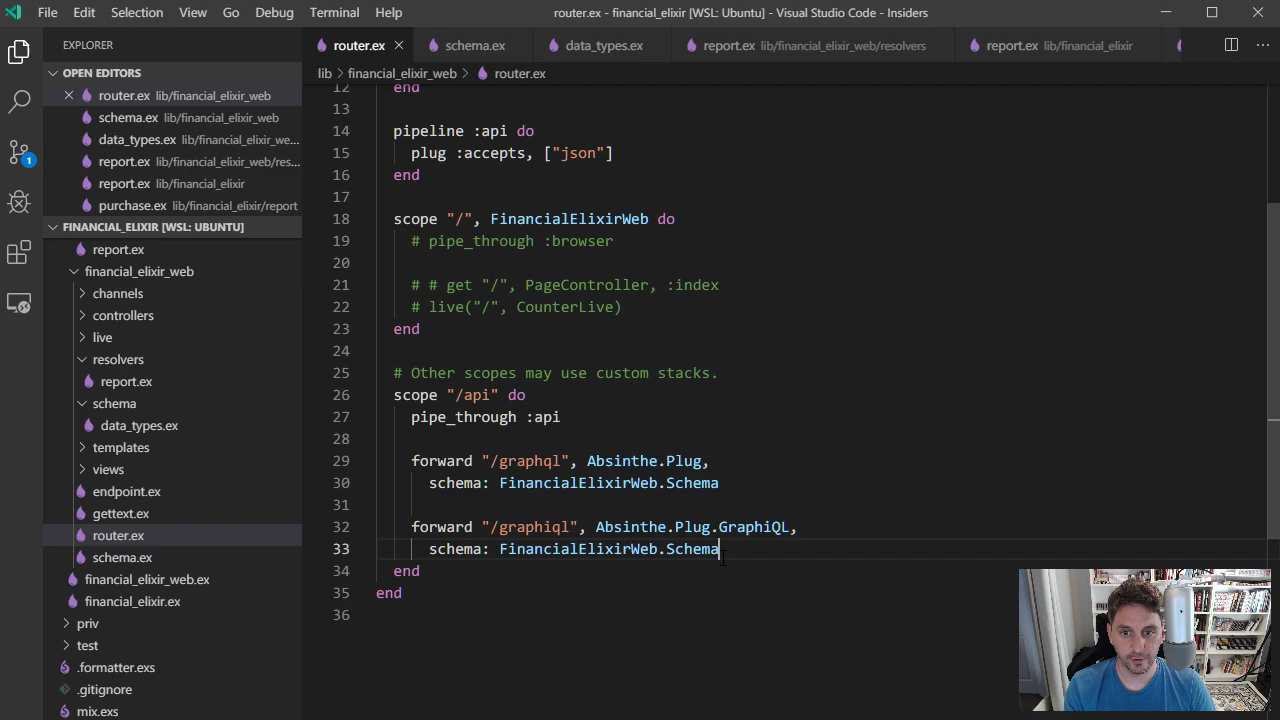 File Edit Selection View Go Debug Terminal Help
router.ex - financial_elixir [WSL: Ubuntu] - Visual Studio Code - Insiders
EXPLORER
OPEN EDITORS
router.ex lib/financial_elixir_web
schema.ex lib/financial_elixir_web
data_types.ex lib/financial_elixir_we...
report.ex lib/financial_elixir_web/res...
report.ex lib/financial_elixir
purchase.ex lib/financial_elixir/report
FINANCIAL_ELIXIR [WSL: UBUNTU]
report.ex
financial_elixir_web
channels
controllers
live
resolvers
report.ex
schema
data_types.ex
templates
views
endpoint.ex
gettext.ex
router.ex
schema.ex
financial_elixir_web.ex
financial_elixir.ex
priv
test
.formatter.exs
.gitignore
mix.exs
1
router.ex schema.ex data_types.ex report.ex lib/financial_elixir_web/resolvers report.ex lib/financial_elixir
lib > financial_elixir_web > router.ex
12 end
13
14 pipeline :api do
15 plug :accepts, ["json"]
16 end
17
18 scope "/", FinancialElixirWeb do
19 # pipe_through :browser
20
21 # # get "/", PageController, :index
22 # live("/", CounterLive)
23 end
24
25 # Other scopes may use custom stacks.
26 scope "/api" do
27 pipe_through :api
28
29 forward "/graphql", Absinthe.Plug,
30 schema: FinancialElixirWeb.Schema
31
32 forward "/graphiql", Absinthe.Plug.GraphiQL,
33 schema: FinancialElixirWeb.Schema
34 end
35 end
36